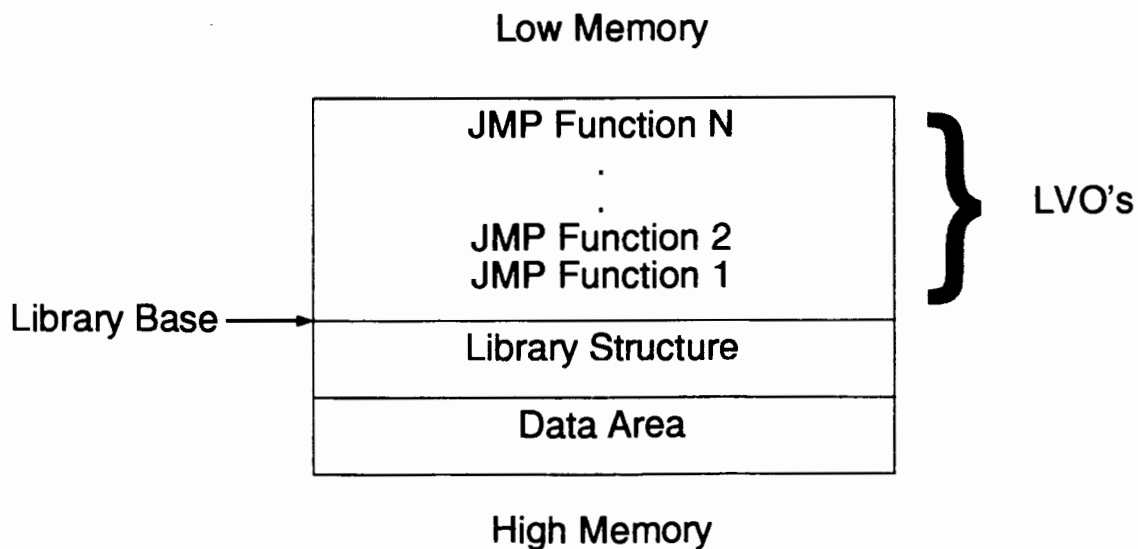 Low Memory
JMP Function N
.
.
JMP Function 2
JMP Function 1
LVO's
Library Base
Library Structure
Data Area
High Memory